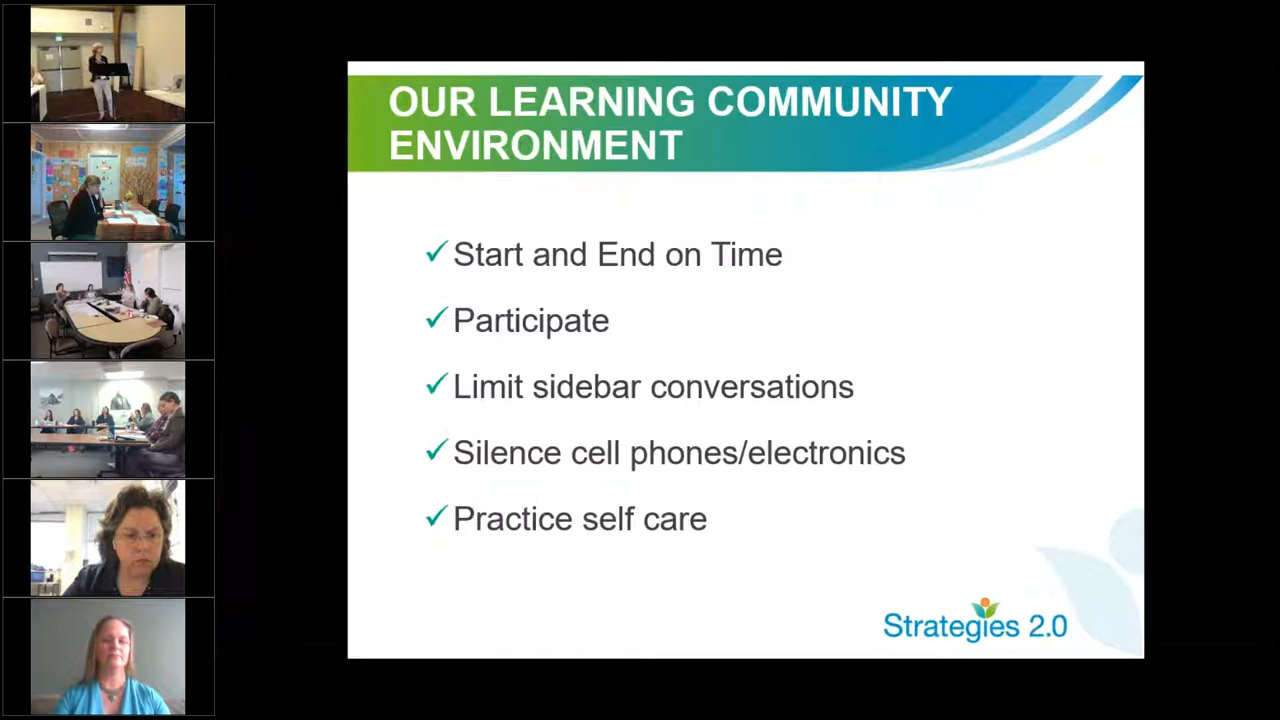 OUR LEARNING COMMUNITY
ENVIRONMENT
✓Start and End on Time
✓Participate
✓Limit sidebar conversations
✓Silence cell phones/electronics
✓Practice self care
Strategies 2.0